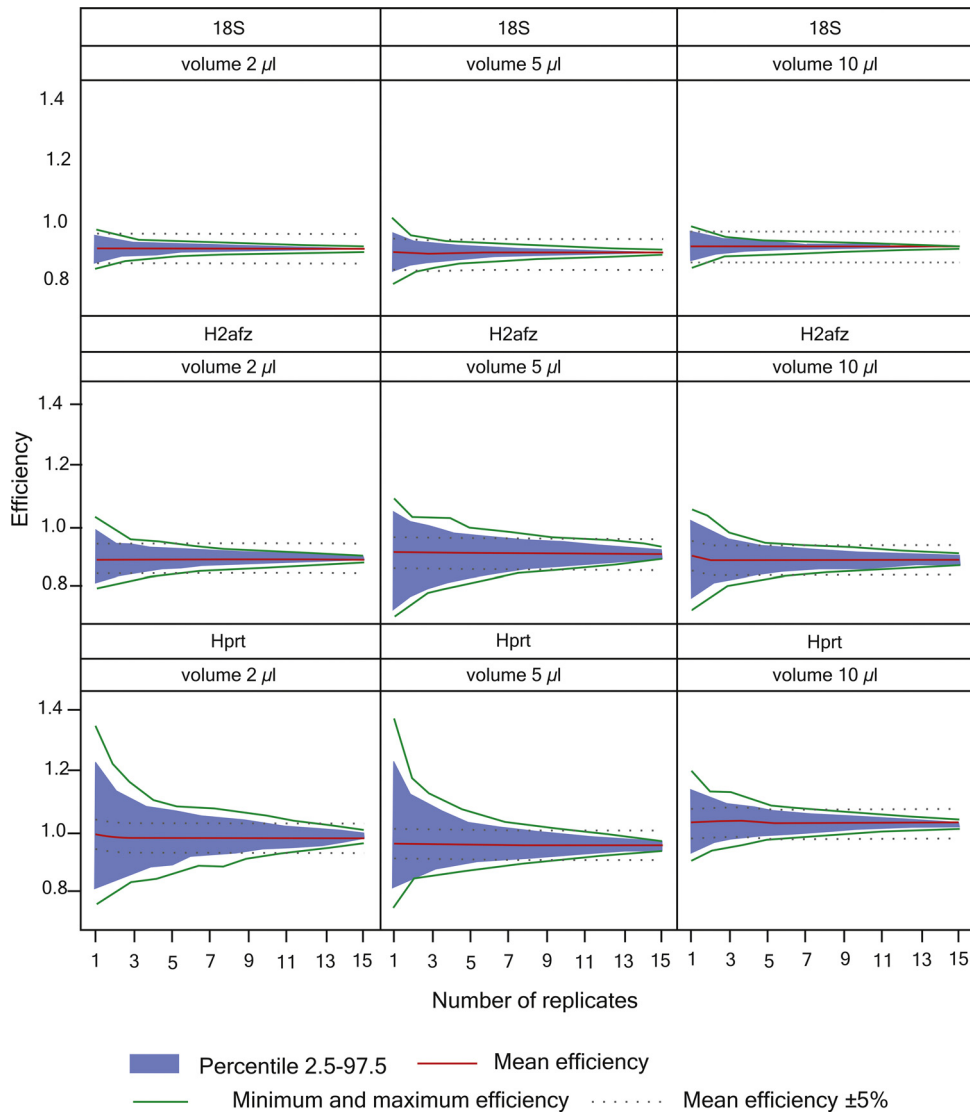 18S 18S 18S
volume 2 µl volume 5 µl volume 10 µl
1.4
1.2
1.0
0.8
H2afz H2afz H2afz
volume 2 µl volume 5 µl volume 10 µl
1.4
1.2
1.0
0.8
Efficiency
Hprt Hprt Hprt
volume 2 µl volume 5 µl volume 10 µl
1.4
1.2
1.0
0.8
1 3 5 7 9 11 13 15 1 3 5 7 9 11 13 15 1 3 5 7 9 11 13 15
Number of replicates
Percentile 2.5-97.5 Mean efficiency
Minimum and maximum efficiency Mean efficiency ±5%